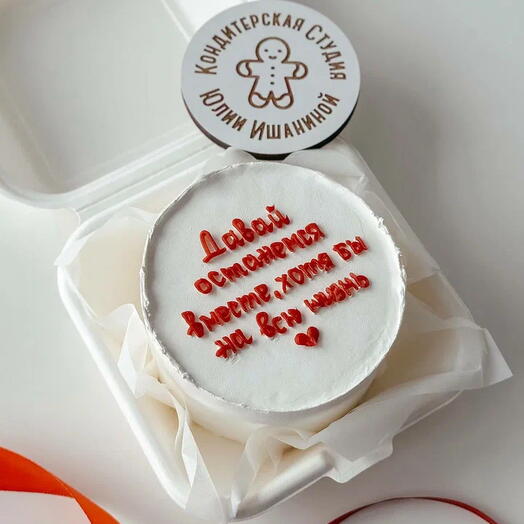 Кондитерская Студия
Юлии Ишаниной
Давай
останемся
вместе, хотя бы
на всю жизнь